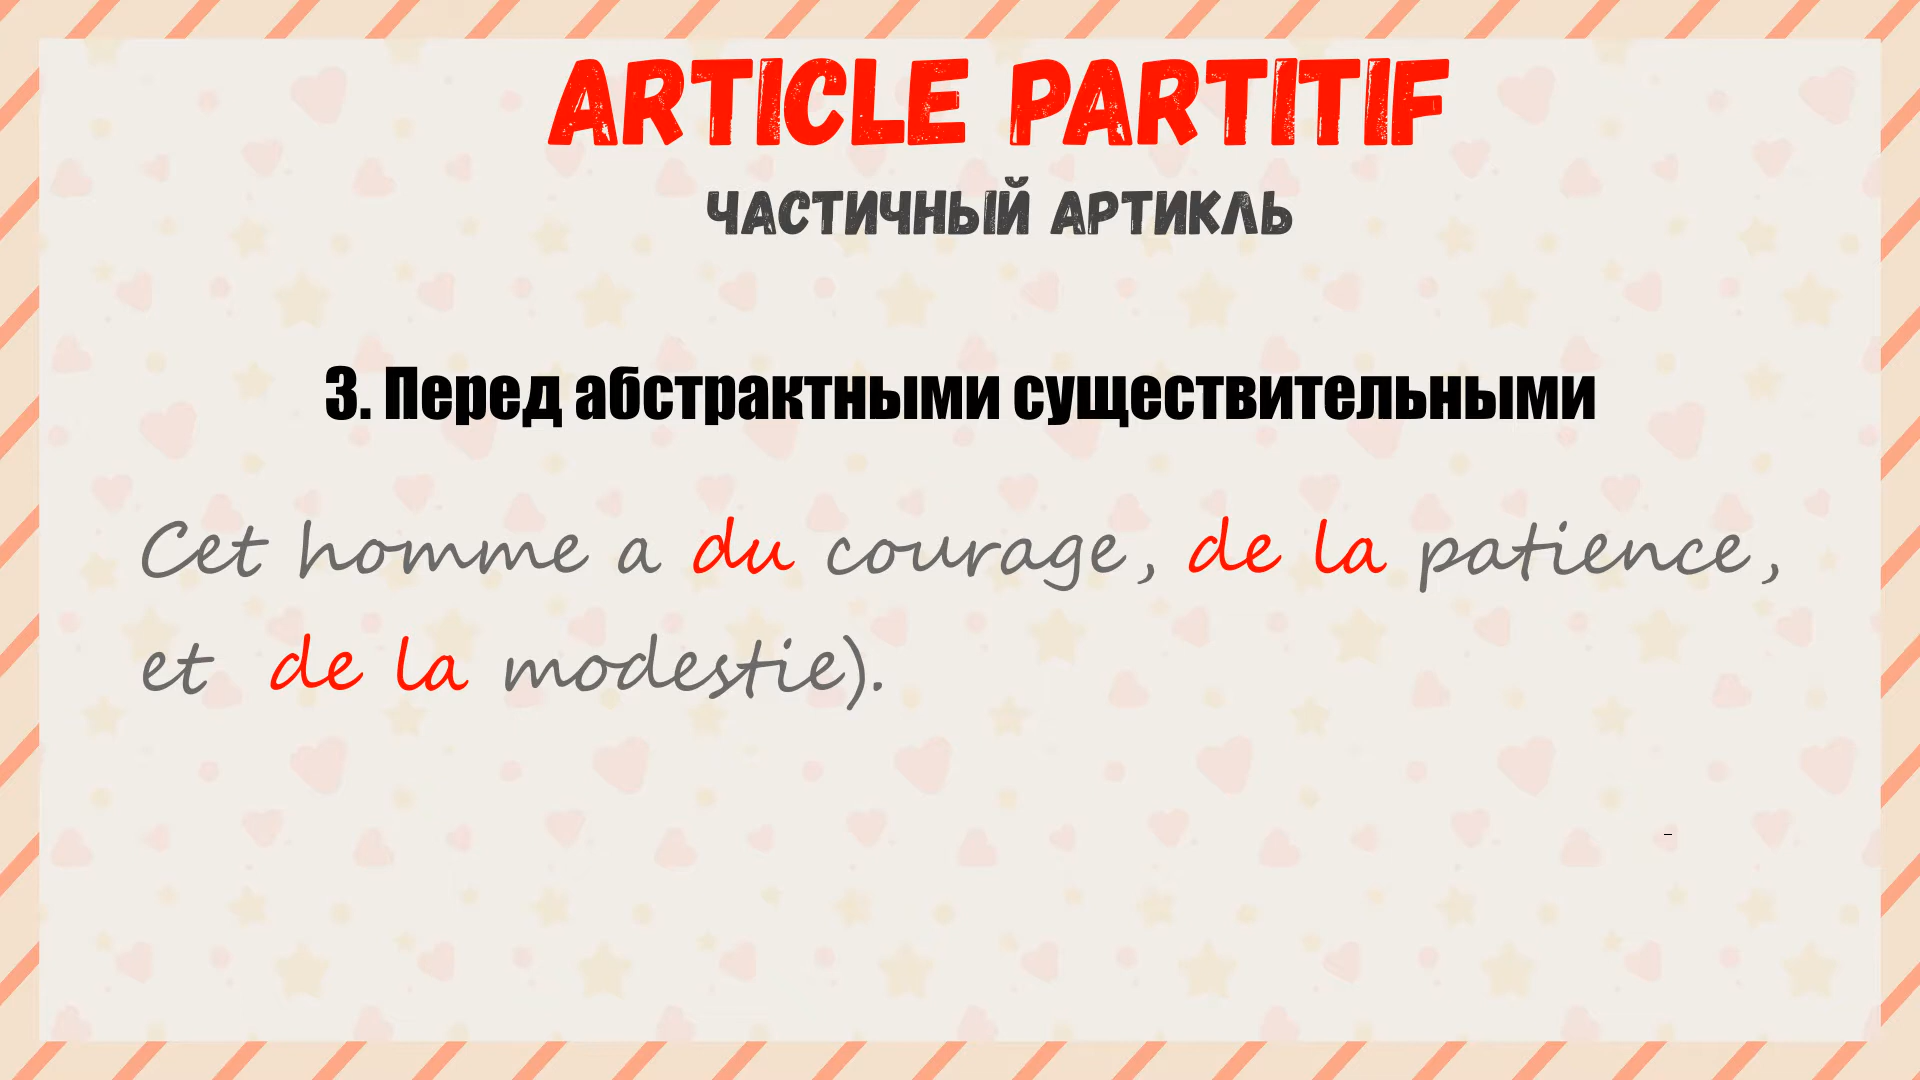 ARTICLE PARTITIF
ЧАСТИЧНЫЙ АРТИКЛЬ
3. Перед абстрактными существительными
Cet homme a du courage, de la patience,
et de la modestie).